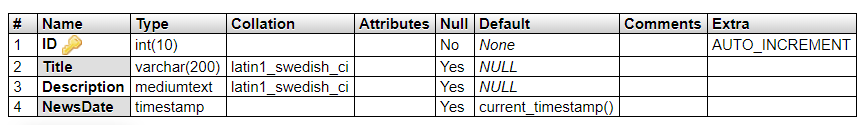 # Name Type Collation Attributes Null Default Comments Extra
1 ID int(10) No None AUTO_INCREMENT
2 Title varchar(200) latin1_swedish_ci Yes NULL
3 Description mediumtext latin1_swedish_ci Yes NULL
4 NewsDate timestamp Yes current_timestamp()